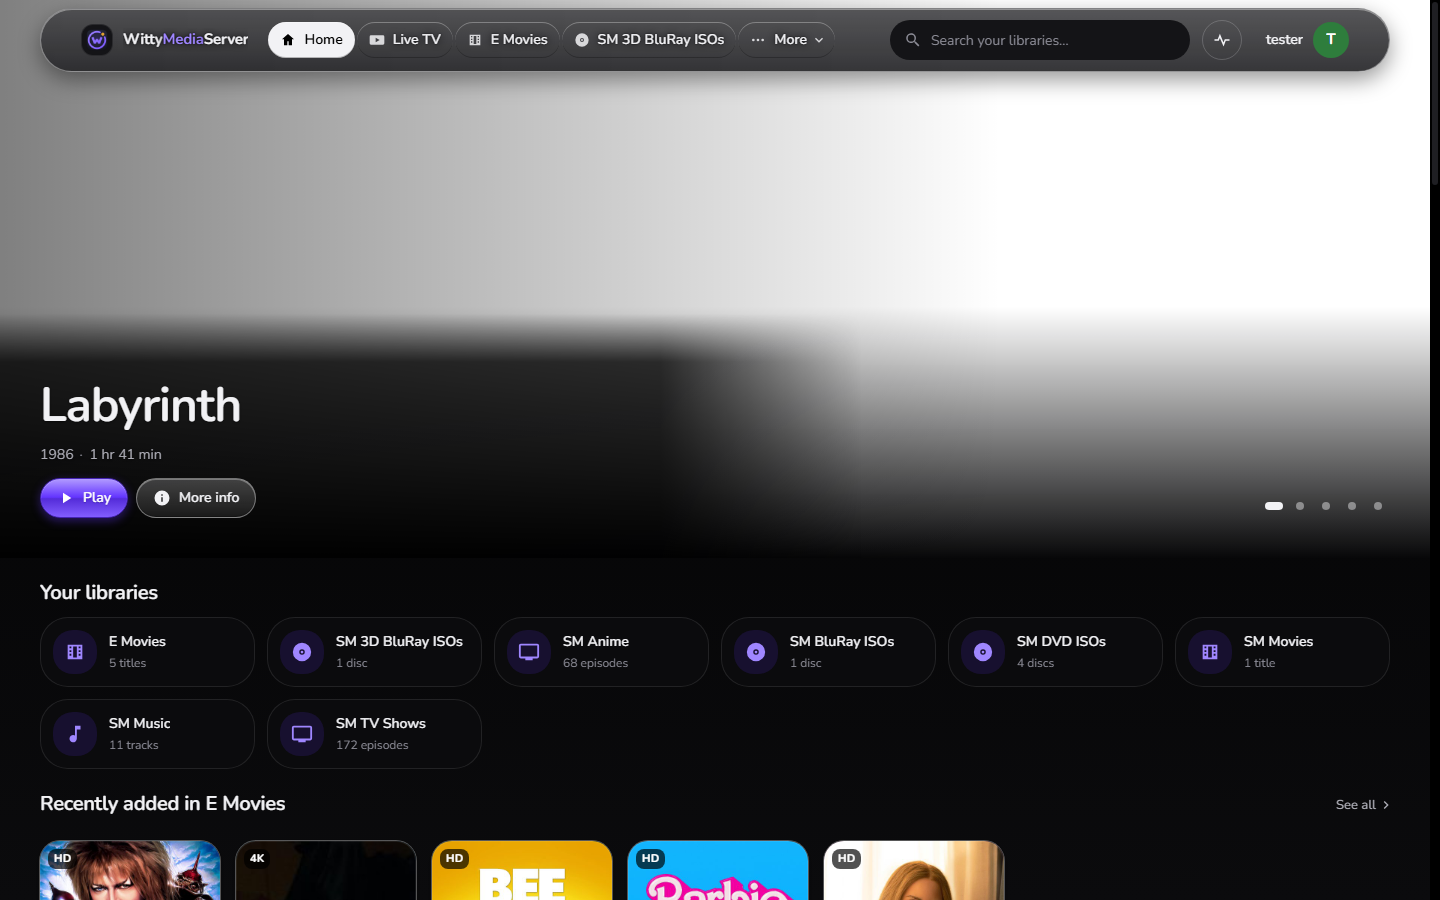 WittyMediaServer
Home
Live TV
E Movies
SM 3D BluRay ISOs
More
Search your libraries...
tester
T
Labyrinth
1986 · 1 hr 41 min
Play
More info
Your libraries
E Movies
5 titles
SM 3D BluRay ISOs
1 disc
SM Anime
68 episodes
SM BluRay ISOs
1 disc
SM DVD ISOs
4 discs
SM Movies
1 title
SM Music
11 tracks
SM TV Shows
172 episodes
Recently added in E Movies
See all
HD
4K
HD
BEE
HD
Barbie
HD